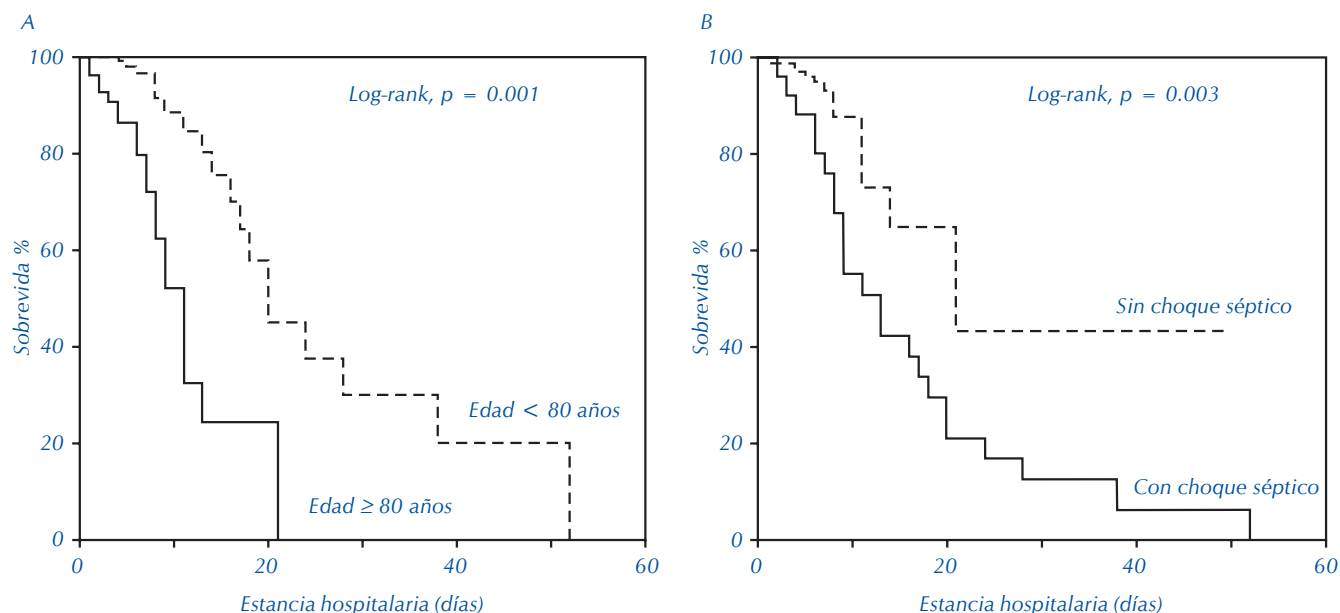 A
100
80
60
40
20
0
Sobrevida %
Log-rank, p = 0.001
Edad < 80 años
Edad ≥ 80 años
0 20 40 60
Estancia hospitalaria (días)
B
100
80
60
40
20
0
Sobrevida %
Log-rank, p = 0.003
Sin choque séptico
Con choque séptico
0 20 40 60
Estancia hospitalaria (días)